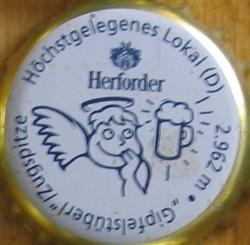 Höchstgelegenes Lokal (D)
2.962 m • „Gipfelstüberl“/Zugspitze
Herforder